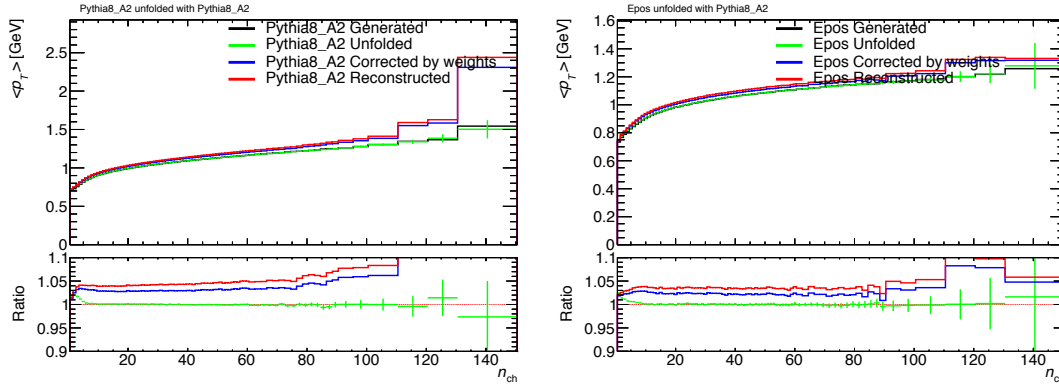 Pythia8_A2 unfolded with Pythia8_A2
<p_T> [GeV]
Pythia8_A2 Generated
Pythia8_A2 Unfolded
Pythia8_A2 Corrected by weights
Pythia8_A2 Reconstructed
2.5
2
1.5
1
0.5
0
Ratio
1.1
1.05
1
0.95
0.9
20 40 60 80 100 120 140
n_ch
Epos unfolded with Pythia8_A2
<p_T> [GeV]
Epos Generated
Epos Unfolded
Epos Corrected by weights
Epos Reconstructed
1.6
1.4
1.2
1
0.8
0.6
0.4
0.2
0
Ratio
1.1
1.05
1
0.95
0.9
20 40 60 80 100 120 140
n_c